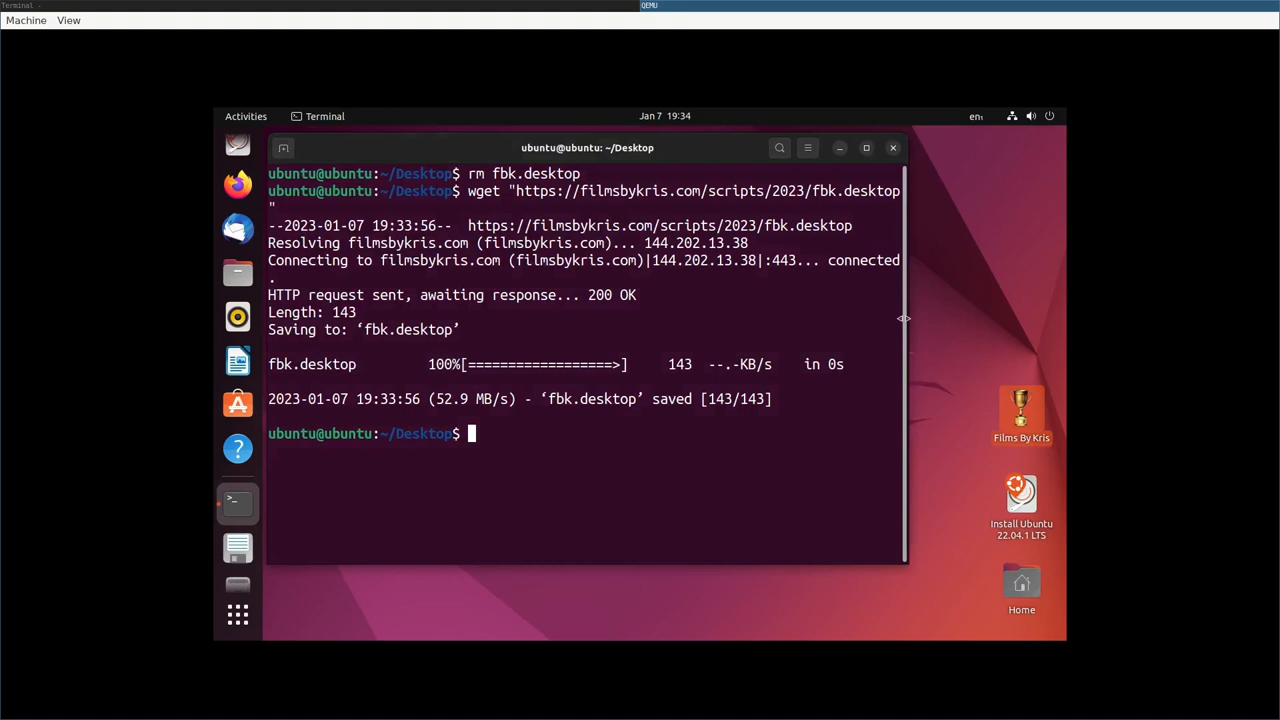 Terminal -
QEMU
Machine View
Activities Terminal Jan 7 19:34 en₁
ubuntu@ubuntu: ~/Desktop
ubuntu@ubuntu:~/Desktop$ rm fbk.desktop
ubuntu@ubuntu:~/Desktop$ wget "https://filmsbykris.com/scripts/2023/fbk.desktop
"
--2023-01-07 19:33:56-- https://filmsbykris.com/scripts/2023/fbk.desktop
Resolving filmsbykris.com (filmsbykris.com)... 144.202.13.38
Connecting to filmsbykris.com (filmsbykris.com)|144.202.13.38|:443... connected
.
HTTP request sent, awaiting response... 200 OK
Length: 143
Saving to: ‘fbk.desktop’
fbk.desktop 100%[==================>] 143 --.-KB/s in 0s
2023-01-07 19:33:56 (52.9 MB/s) - ‘fbk.desktop’ saved [143/143]
ubuntu@ubuntu:~/Desktop$
Films By Kris
Install Ubuntu
22.04.1 LTS
Home